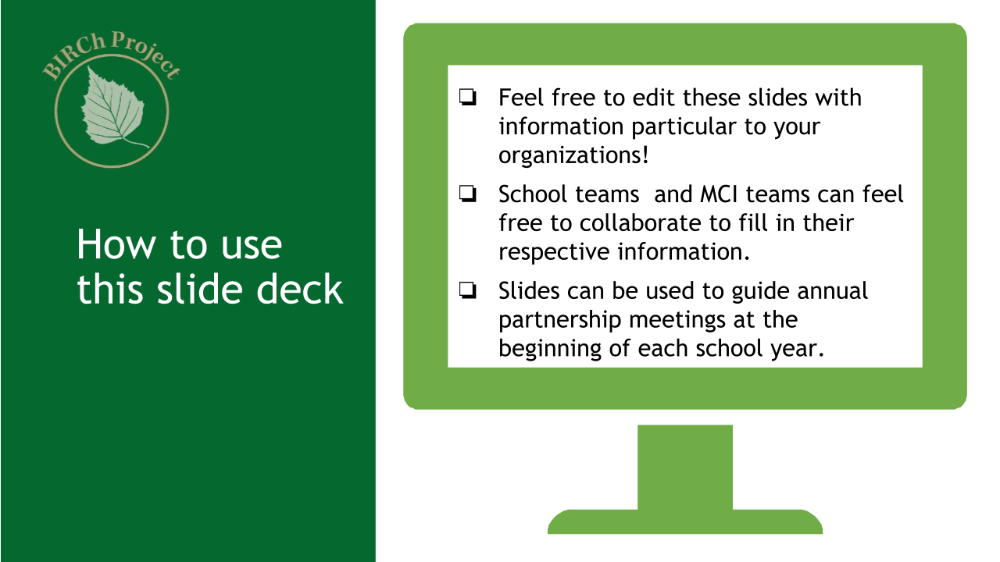 BIRCh Project
How to use
this slide deck
❏ Feel free to edit these slides with
information particular to your
organizations!
❏ School teams  and MCI teams can feel
free to collaborate to fill in their
respective information.
❏ Slides can be used to guide annual
partnership meetings at the
beginning of each school year.